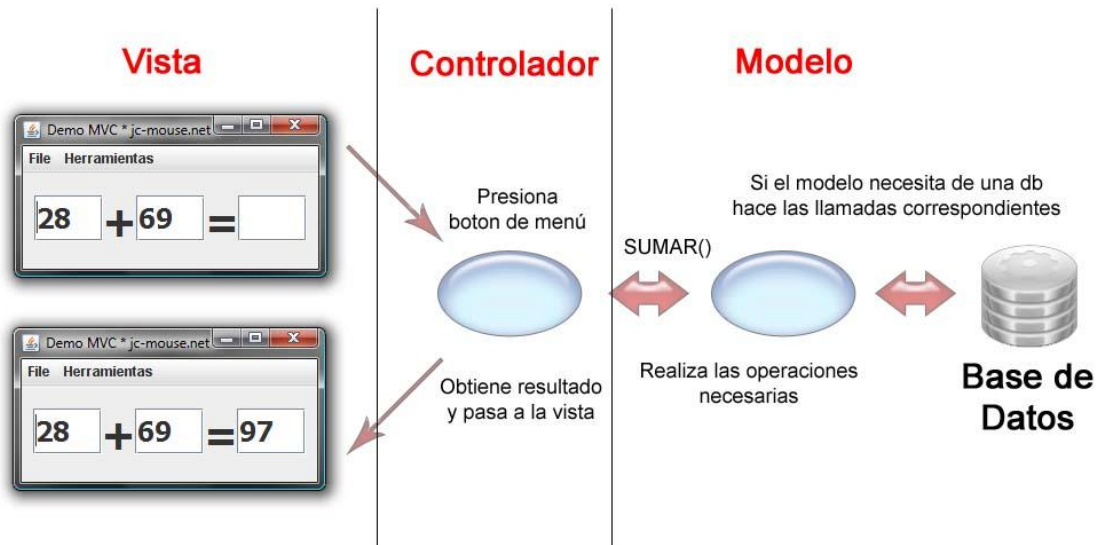 Vista
Controlador
Modelo
Demo MVC * jc-mouse.net
File Herramientas
28 + 69 =
Presiona
boton de menú
SUMAR()
Si el modelo necesita de una db
hace las llamadas correspondientes
Demo MVC * jc-mouse.net
File Herramientas
28 + 69 = 97
Obtiene resultado
y pasa a la vista
Realiza las operaciones
necesarias
Base de
Datos